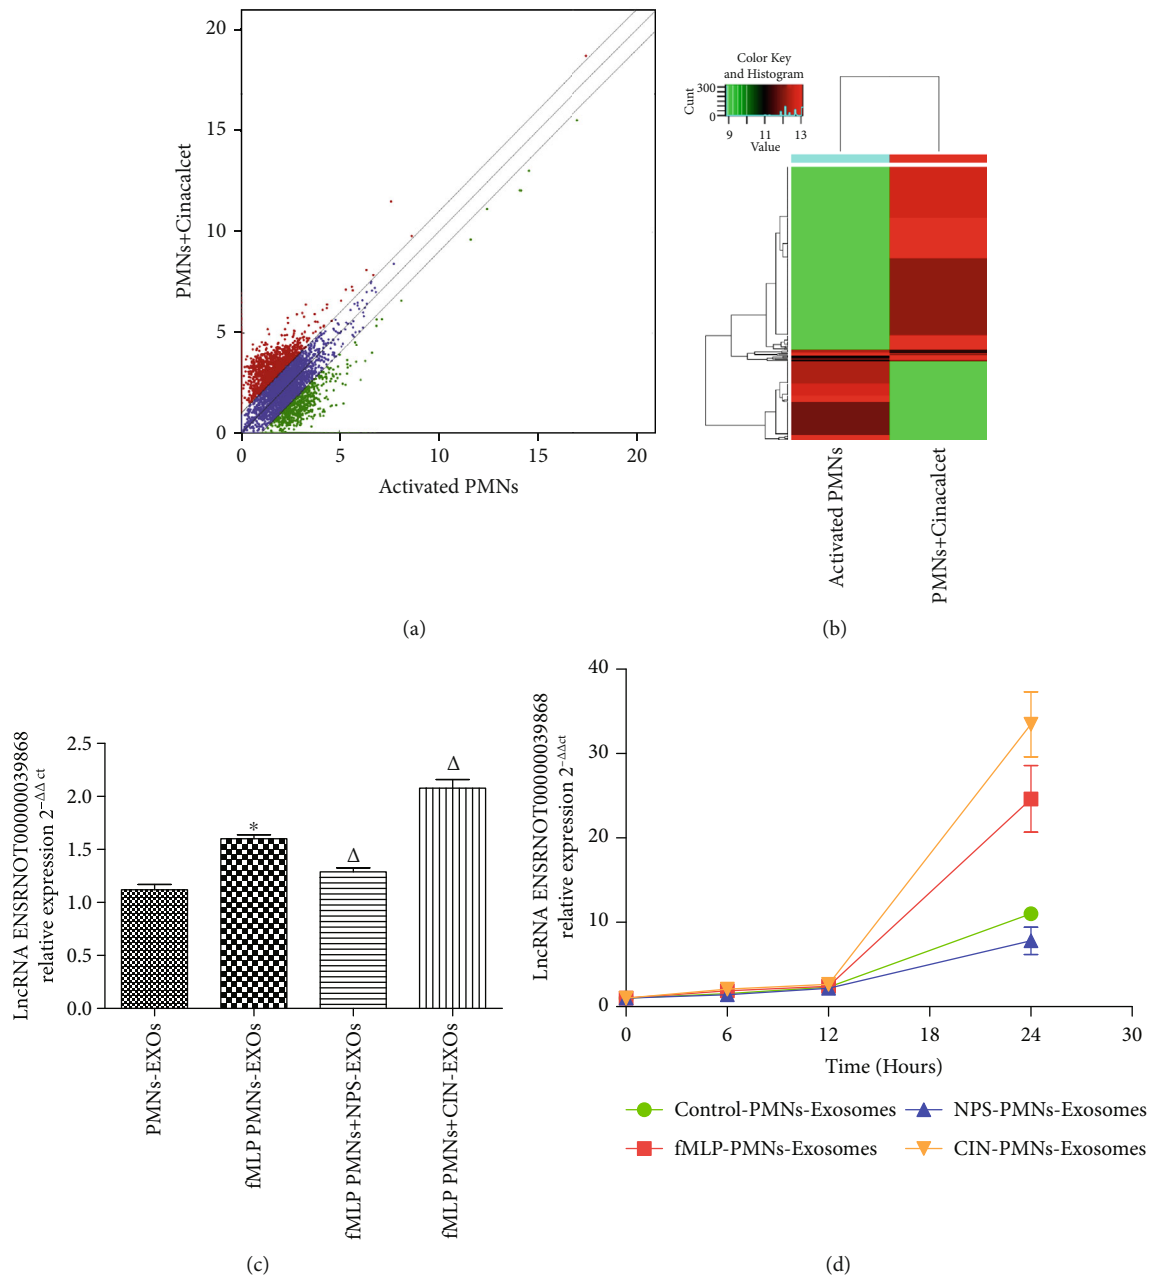 20
15
10
5
0
PMNs+Cinacalcet
0 5 10 15 20
Activated PMNs
(a)
Color Key
and Histogram
Cunt
300
0
9 11 13
Value
Activated PMNs
PMNs+Cinacalcet
(b)
LncRNA ENSRNOT00000039868
relative expression 2^−ΔΔct
2.5
2.0
1.5
1.0
0.5
0.0
*
Δ
Δ
PMNs-EXOs
fMLP PMNs-EXOs
fMLP PMNs+NPS-EXOs
fMLP PMNs+CIN-EXOs
(c)
LncRNA ENSRNOT00000039868
relative expression 2^−ΔΔct
40
30
20
10
0
0 6 12 18 24 30
Time (Hours)
Control-PMNs-Exosomes
NPS-PMNs-Exosomes
fMLP-PMNs-Exosomes
CIN-PMNs-Exosomes
(d)